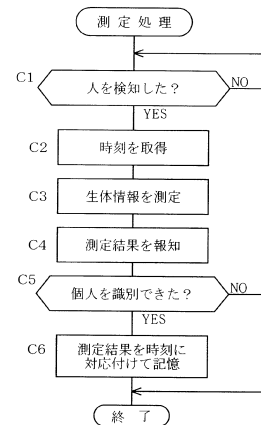 測定処理
C1
人を検知した？
NO
YES
C2
時刻を取得
C3
生体情報を測定
C4
測定結果を報知
C5
個人を識別できた？
NO
YES
C6
測定結果を時刻に
対応付けて記憶
終了